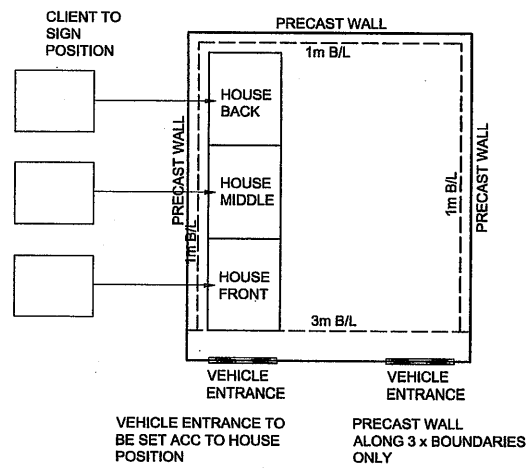 CLIENT TO
SIGN
POSITION
PRECAST WALL
1m B/L
HOUSE
BACK
PRECAST WALL
HOUSE
MIDDLE
1m B/L
1m B/L
PRECAST WALL
HOUSE
FRONT
3m B/L
VEHICLE
ENTRANCE
VEHICLE
ENTRANCE
VEHICLE ENTRANCE TO
BE SET ACC TO HOUSE
POSITION
PRECAST WALL
ALONG 3 x BOUNDARIES
ONLY